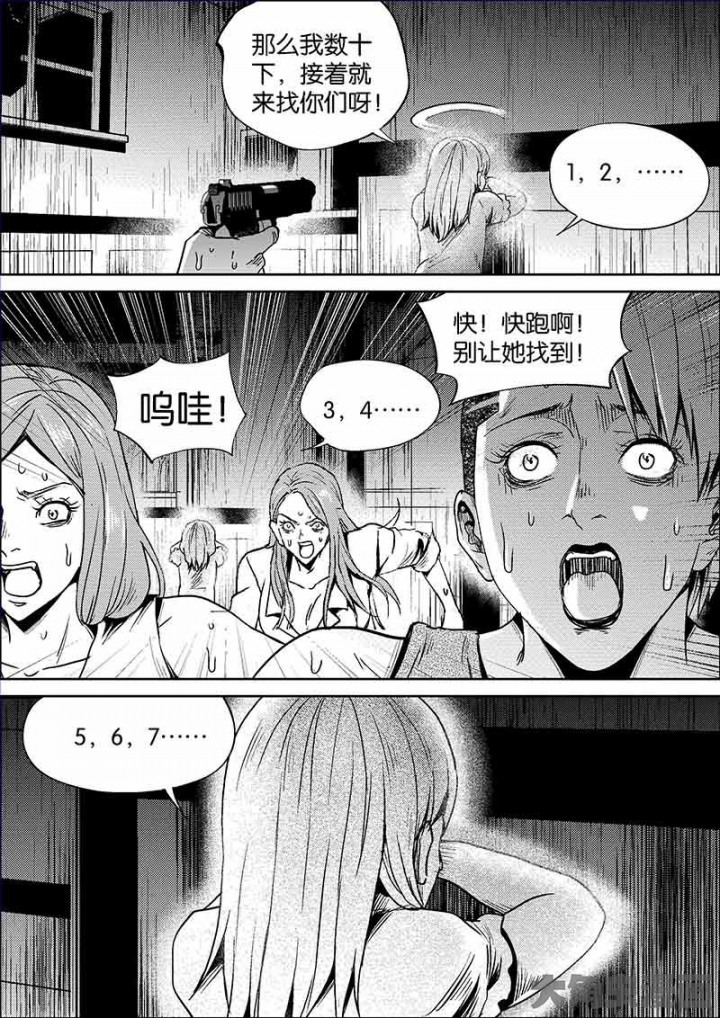 那么我数十
下，接着就
来找你们呀！
1，2，……
快！快跑啊！
别让她找到！
呜哇！
3，4……
5，6，7……